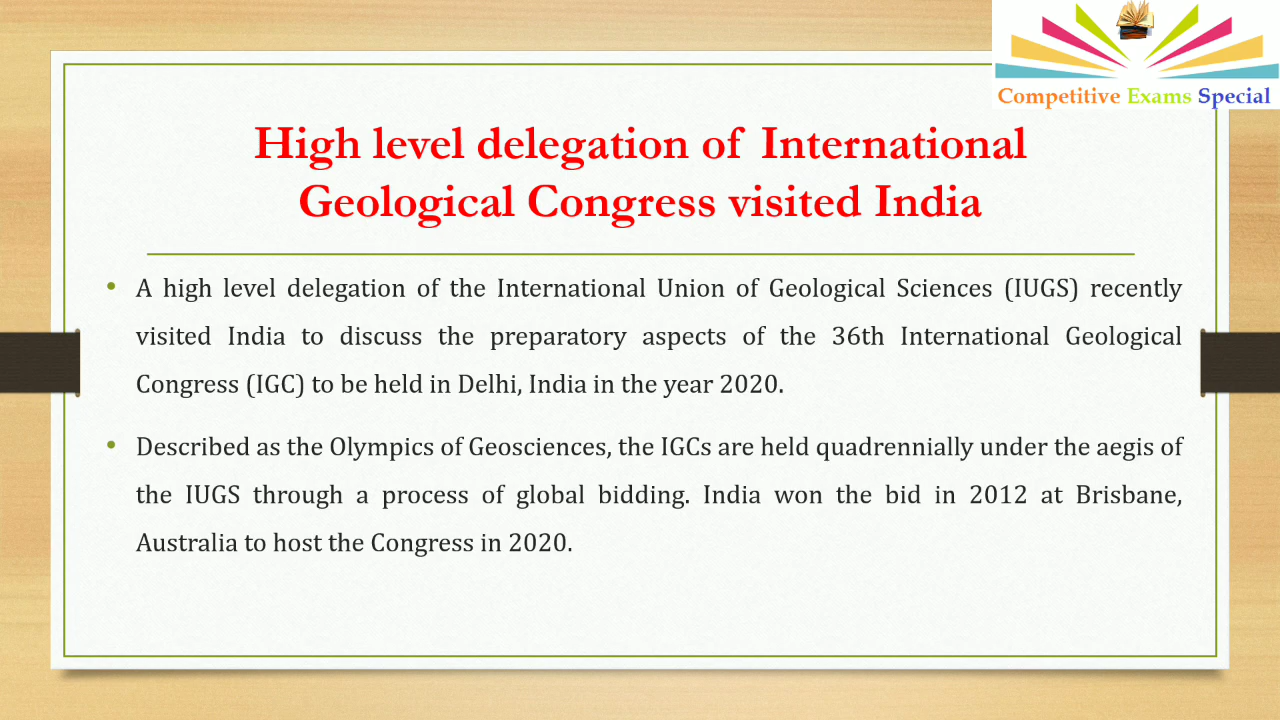 Competitive Exams Special
High level delegation of International
Geological Congress visited India
• A high level delegation of the International Union of Geological Sciences (IUGS) recently
visited India to discuss the preparatory aspects of the 36th International Geological
Congress (IGC) to be held in Delhi, India in the year 2020.
• Described as the Olympics of Geosciences, the IGCs are held quadrennially under the aegis of
the IUGS through a process of global bidding. India won the bid in 2012 at Brisbane,
Australia to host the Congress in 2020.